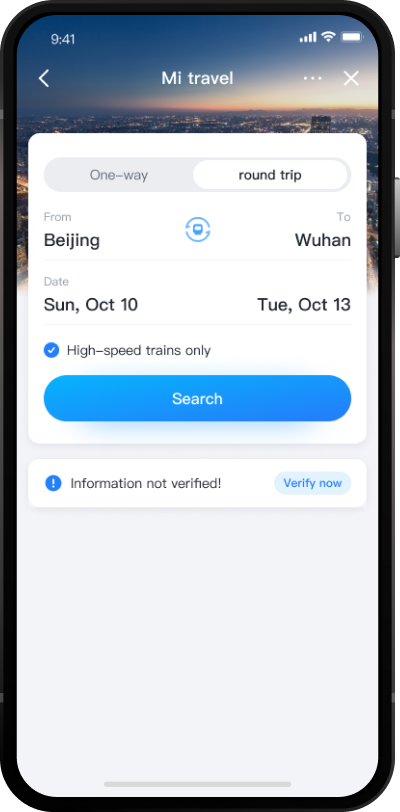 9:41
Mi travel
One-way round trip
From To
Beijing Wuhan
Date
Sun, Oct 10 Tue, Oct 13
High-speed trains only
Search
Information not verified! Verify now